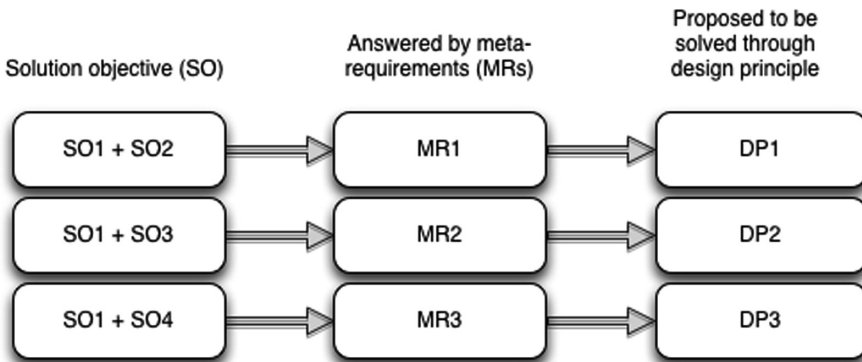 Solution objective (SO)
Answered by meta-
requirements (MRs)
Proposed to be
solved through
design principle
SO1 + SO2
MR1
DP1
SO1 + SO3
MR2
DP2
SO1 + SO4
MR3
DP3